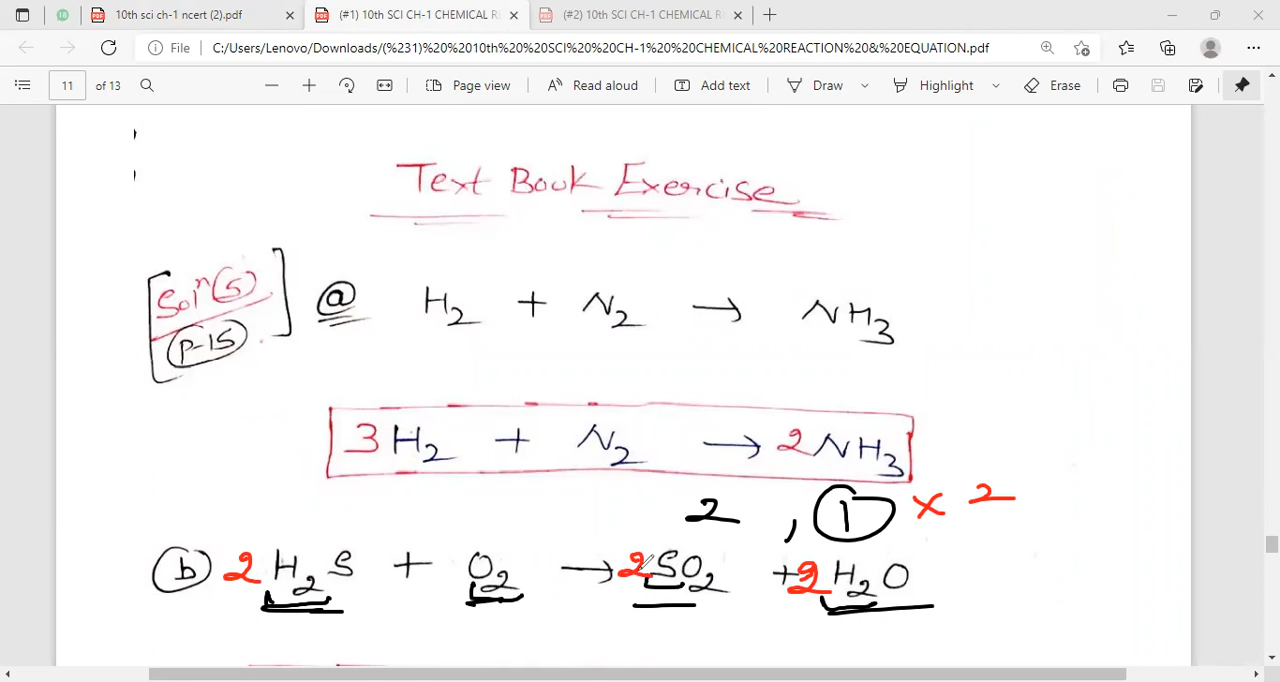 10th sci ch-1 ncert (2).pdf
(#1) 10th SCI CH-1 CHEMICAL R
(#2) 10th SCI CH-1 CHEMICAL R
File C:/Users/Lenovo/Downloads/(%231)%20%2010th%20%20SCI%20%20CH-1%20%20CHEMICAL%20REACTION%20&%20EQUATION.pdf
11 of 13 Page view Read aloud Add text Draw Highlight Erase
Text Book Exercise
Solⁿ(5) ⓐ H₂ + N₂ → NH₃
P-15
3H₂ + N₂ → 2NH₃
2 , 1 × 2
ⓑ 2H₂S + O₂ → 2SO₂ + 2H₂O